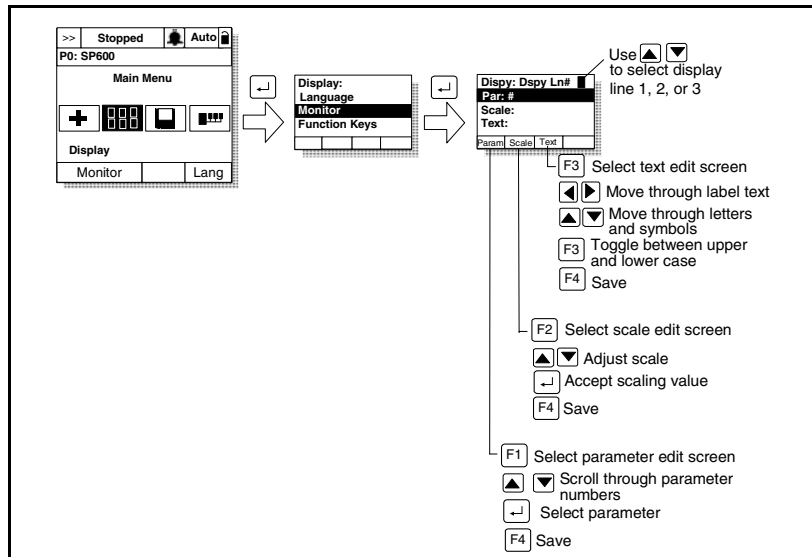 >> Stopped Auto
P0: SP600
Main Menu
Display
Monitor Lang
Display:
Language
Monitor
Function Keys
Dispy: Dspy Ln#
Par: #
Scale:
Text:
Param Scale Text
Use
to select display
line 1, 2, or 3
F3 Select text edit screen
Move through label text
Move through letters
and symbols
F3 Toggle between upper
and lower case
F4 Save
F2 Select scale edit screen
Adjust scale
Accept scaling value
F4 Save
F1 Select parameter edit screen
Scroll through parameter
numbers
Select parameter
F4 Save